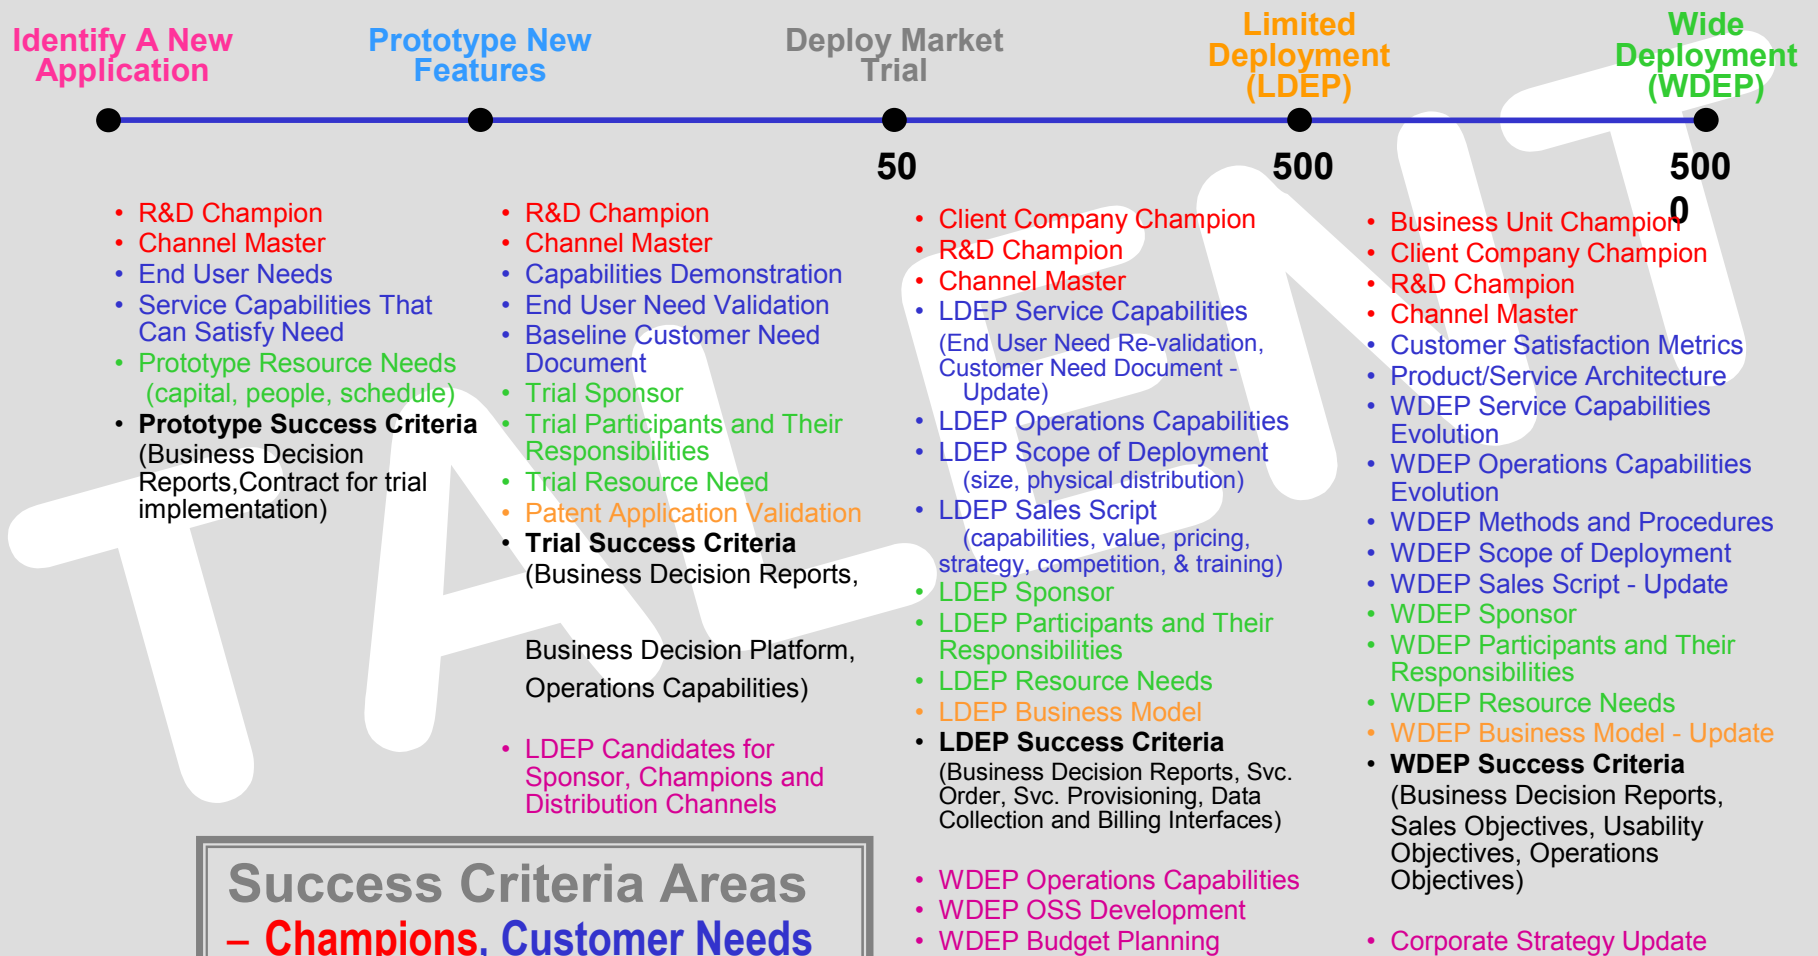 Identify A New
Application
Prototype New
Features
Deploy Market
Trial
Limited
Deployment
(LDEP)
Wide
Deployment
(WDEP)
50
500
500
0
• R&D Champion
• Channel Master
• End User Needs
• Service Capabilities That
Can Satisfy Need
• Prototype Resource Needs
(capital, people, schedule)
• Prototype Success Criteria
(Business Decision
Reports,Contract for trial
implementation)
• R&D Champion
• Channel Master
• Capabilities Demonstration
• End User Need Validation
• Baseline Customer Need
Document
• Trial Sponsor
• Trial Participants and Their
Responsibilities
• Trial Resource Need
• Patent Application Validation
• Trial Success Criteria
(Business Decision Reports,
Business Decision Platform,
Operations Capabilities)
• LDEP Candidates for
Sponsor, Champions and
Distribution Channels
• Client Company Champion
• R&D Champion
• Channel Master
• LDEP Service Capabilities
(End User Need Re-validation,
Customer Need Document -
Update)
• LDEP Operations Capabilities
• LDEP Scope of Deployment
(size, physical distribution)
• LDEP Sales Script
(capabilities, value, pricing,
strategy, competition, & training)
• LDEP Sponsor
• LDEP Participants and Their
Responsibilities
• LDEP Resource Needs
• LDEP Business Model
• LDEP Success Criteria
(Business Decision Reports, Svc.
Order, Svc. Provisioning, Data
Collection and Billing Interfaces)
• WDEP Operations Capabilities
• WDEP OSS Development
• WDEP Budget Planning
• Business Unit Champion
• Client Company Champion
• R&D Champion
• Channel Master
• Customer Satisfaction Metrics
• Product/Service Architecture
• WDEP Service Capabilities
Evolution
• WDEP Operations Capabilities
Evolution
• WDEP Methods and Procedures
• WDEP Scope of Deployment
• WDEP Sales Script - Update
• WDEP Sponsor
• WDEP Participants and Their
Responsibilities
• WDEP Resource Needs
• WDEP Business Model - Update
• WDEP Success Criteria
(Business Decision Reports,
Sales Objectives, Usability
Objectives, Operations
Objectives)
• Corporate Strategy Update
Success Criteria Areas
– Champions, Customer Needs
TALENT